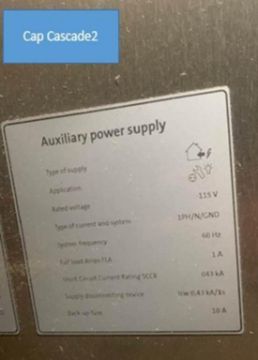 Cap Cascade2
Auxiliary power supply
Type of supply
Application
Rated voltage ~115 V
Type of current and system 1PH/N/GND
System frequency 60 Hz
Full load Amps FLA 1 A
Short Circuit Current Rating SCCR 043 kA
Supply disconnecting device
Back-up fuse 10 A